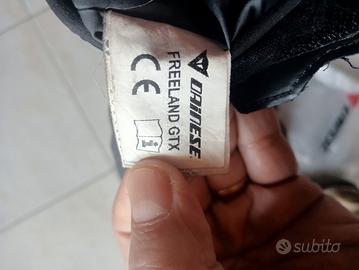 DAINESE
FREELAND GTX
CE
i
subito